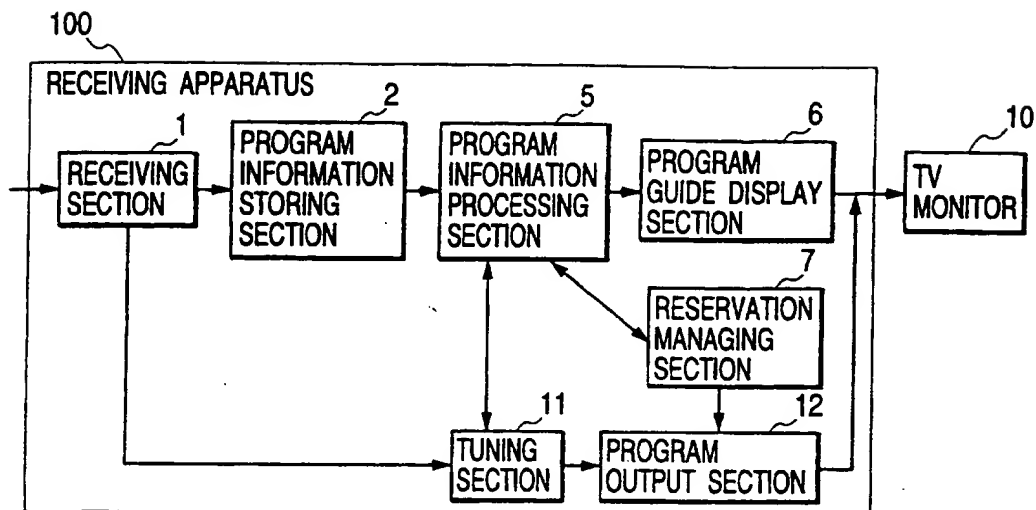 100
RECEIVING APPARATUS
1
RECEIVING
SECTION
2
PROGRAM
INFORMATION
STORING
SECTION
5
PROGRAM
INFORMATION
PROCESSING
SECTION
6
PROGRAM
GUIDE DISPLAY
SECTION
10
TV
MONITOR
7
RESERVATION
MANAGING
SECTION
11
TUNING
SECTION
12
PROGRAM
OUTPUT SECTION